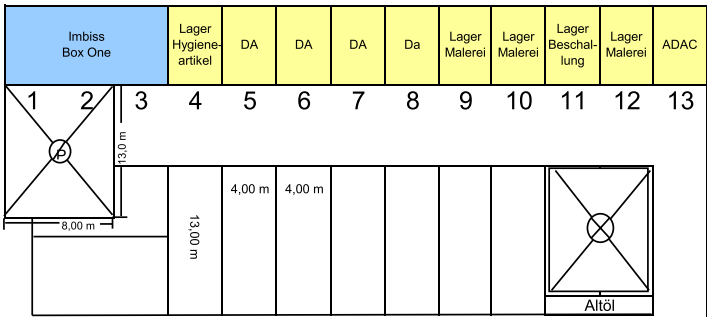 Imbiss
Box One
Lager
Hygiene-
artikel
DA
DA
DA
Da
Lager
Malerei
Lager
Malerei
Lager
Beschal-
lung
Lager
Malerei
ADAC
1 2 3 4 5 6 7 8 9 10 11 12 13
P
13,0 m
8,00 m
13,00 m
4,00 m
4,00 m
Altöl